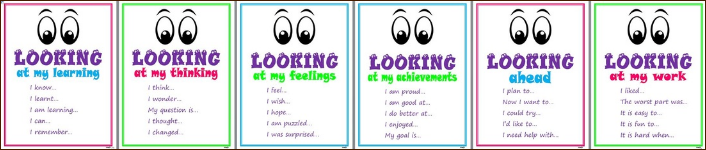 LOOKING
at my learning
I know...
I learnt...
I am learning...
I can...
I remember...
LOOKING
at my thinking
I think...
I wonder...
My question is...
I thought...
I changed...
LOOKING
at my feelings
I feel...
I wish...
I hope...
I am puzzled...
I was surprised...
LOOKING
at my achievements
I am proud...
I am good at...
I do better at...
I enjoyed...
My goal is...
LOOKING
ahead
I plan to...
Now I want to...
I could try...
I'd like to...
I need help with...
LOOKING
at my work
I liked...
The worst part was...
It is easy to...
It is fun to...
It is hard when...